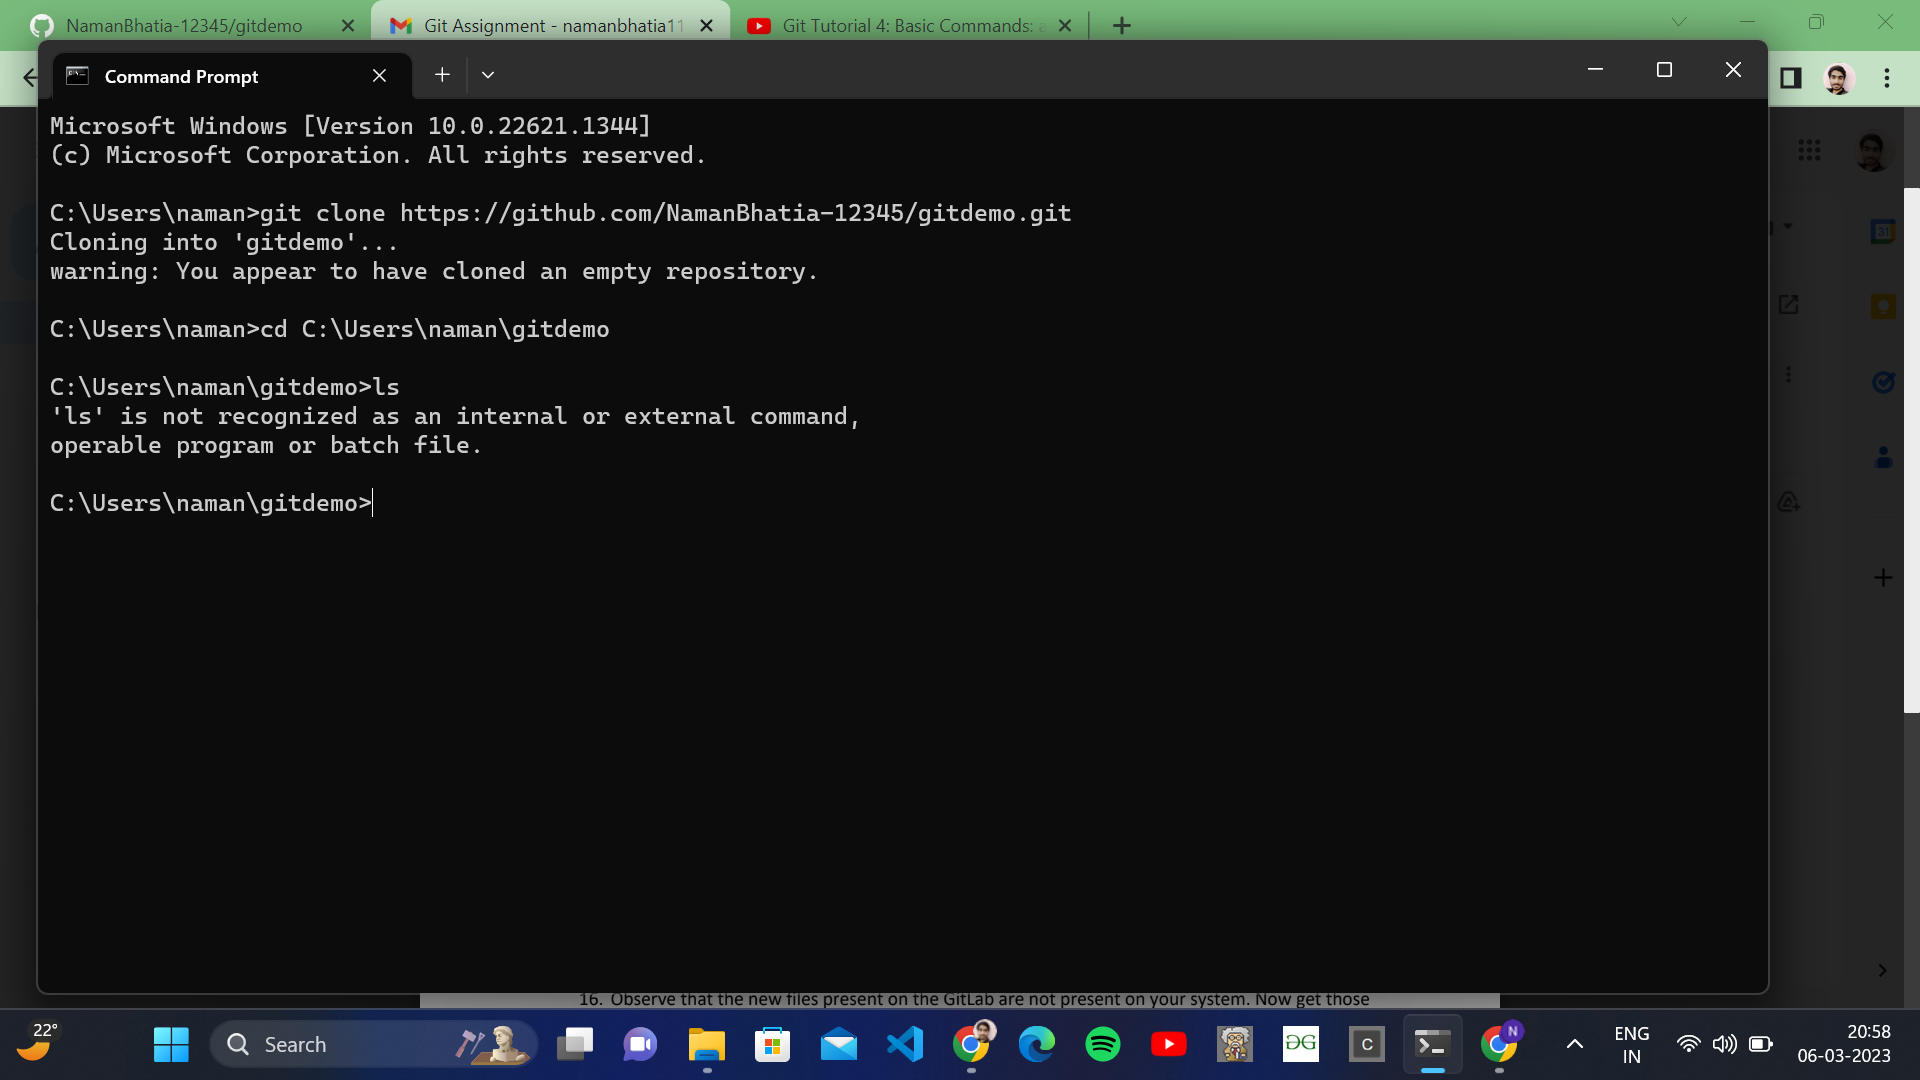 NamanBhatia-12345/gitdemo
Git Assignment - namanbhatia11
Git Tutorial 4: Basic Commands: a
Command Prompt
Microsoft Windows [Version 10.0.22621.1344]
(c) Microsoft Corporation. All rights reserved.
C:\Users\naman>git clone https://github.com/NamanBhatia-12345/gitdemo.git
Cloning into 'gitdemo'...
warning: You appear to have cloned an empty repository.
C:\Users\naman>cd C:\Users\naman\gitdemo
C:\Users\naman\gitdemo>ls
'ls' is not recognized as an internal or external command,
operable program or batch file.
C:\Users\naman\gitdemo>
31
16. Observe that the new files present on the GitLab are not present on your system. Now get those
22°
Search
C
N
ENG
IN
20:58
06-03-2023